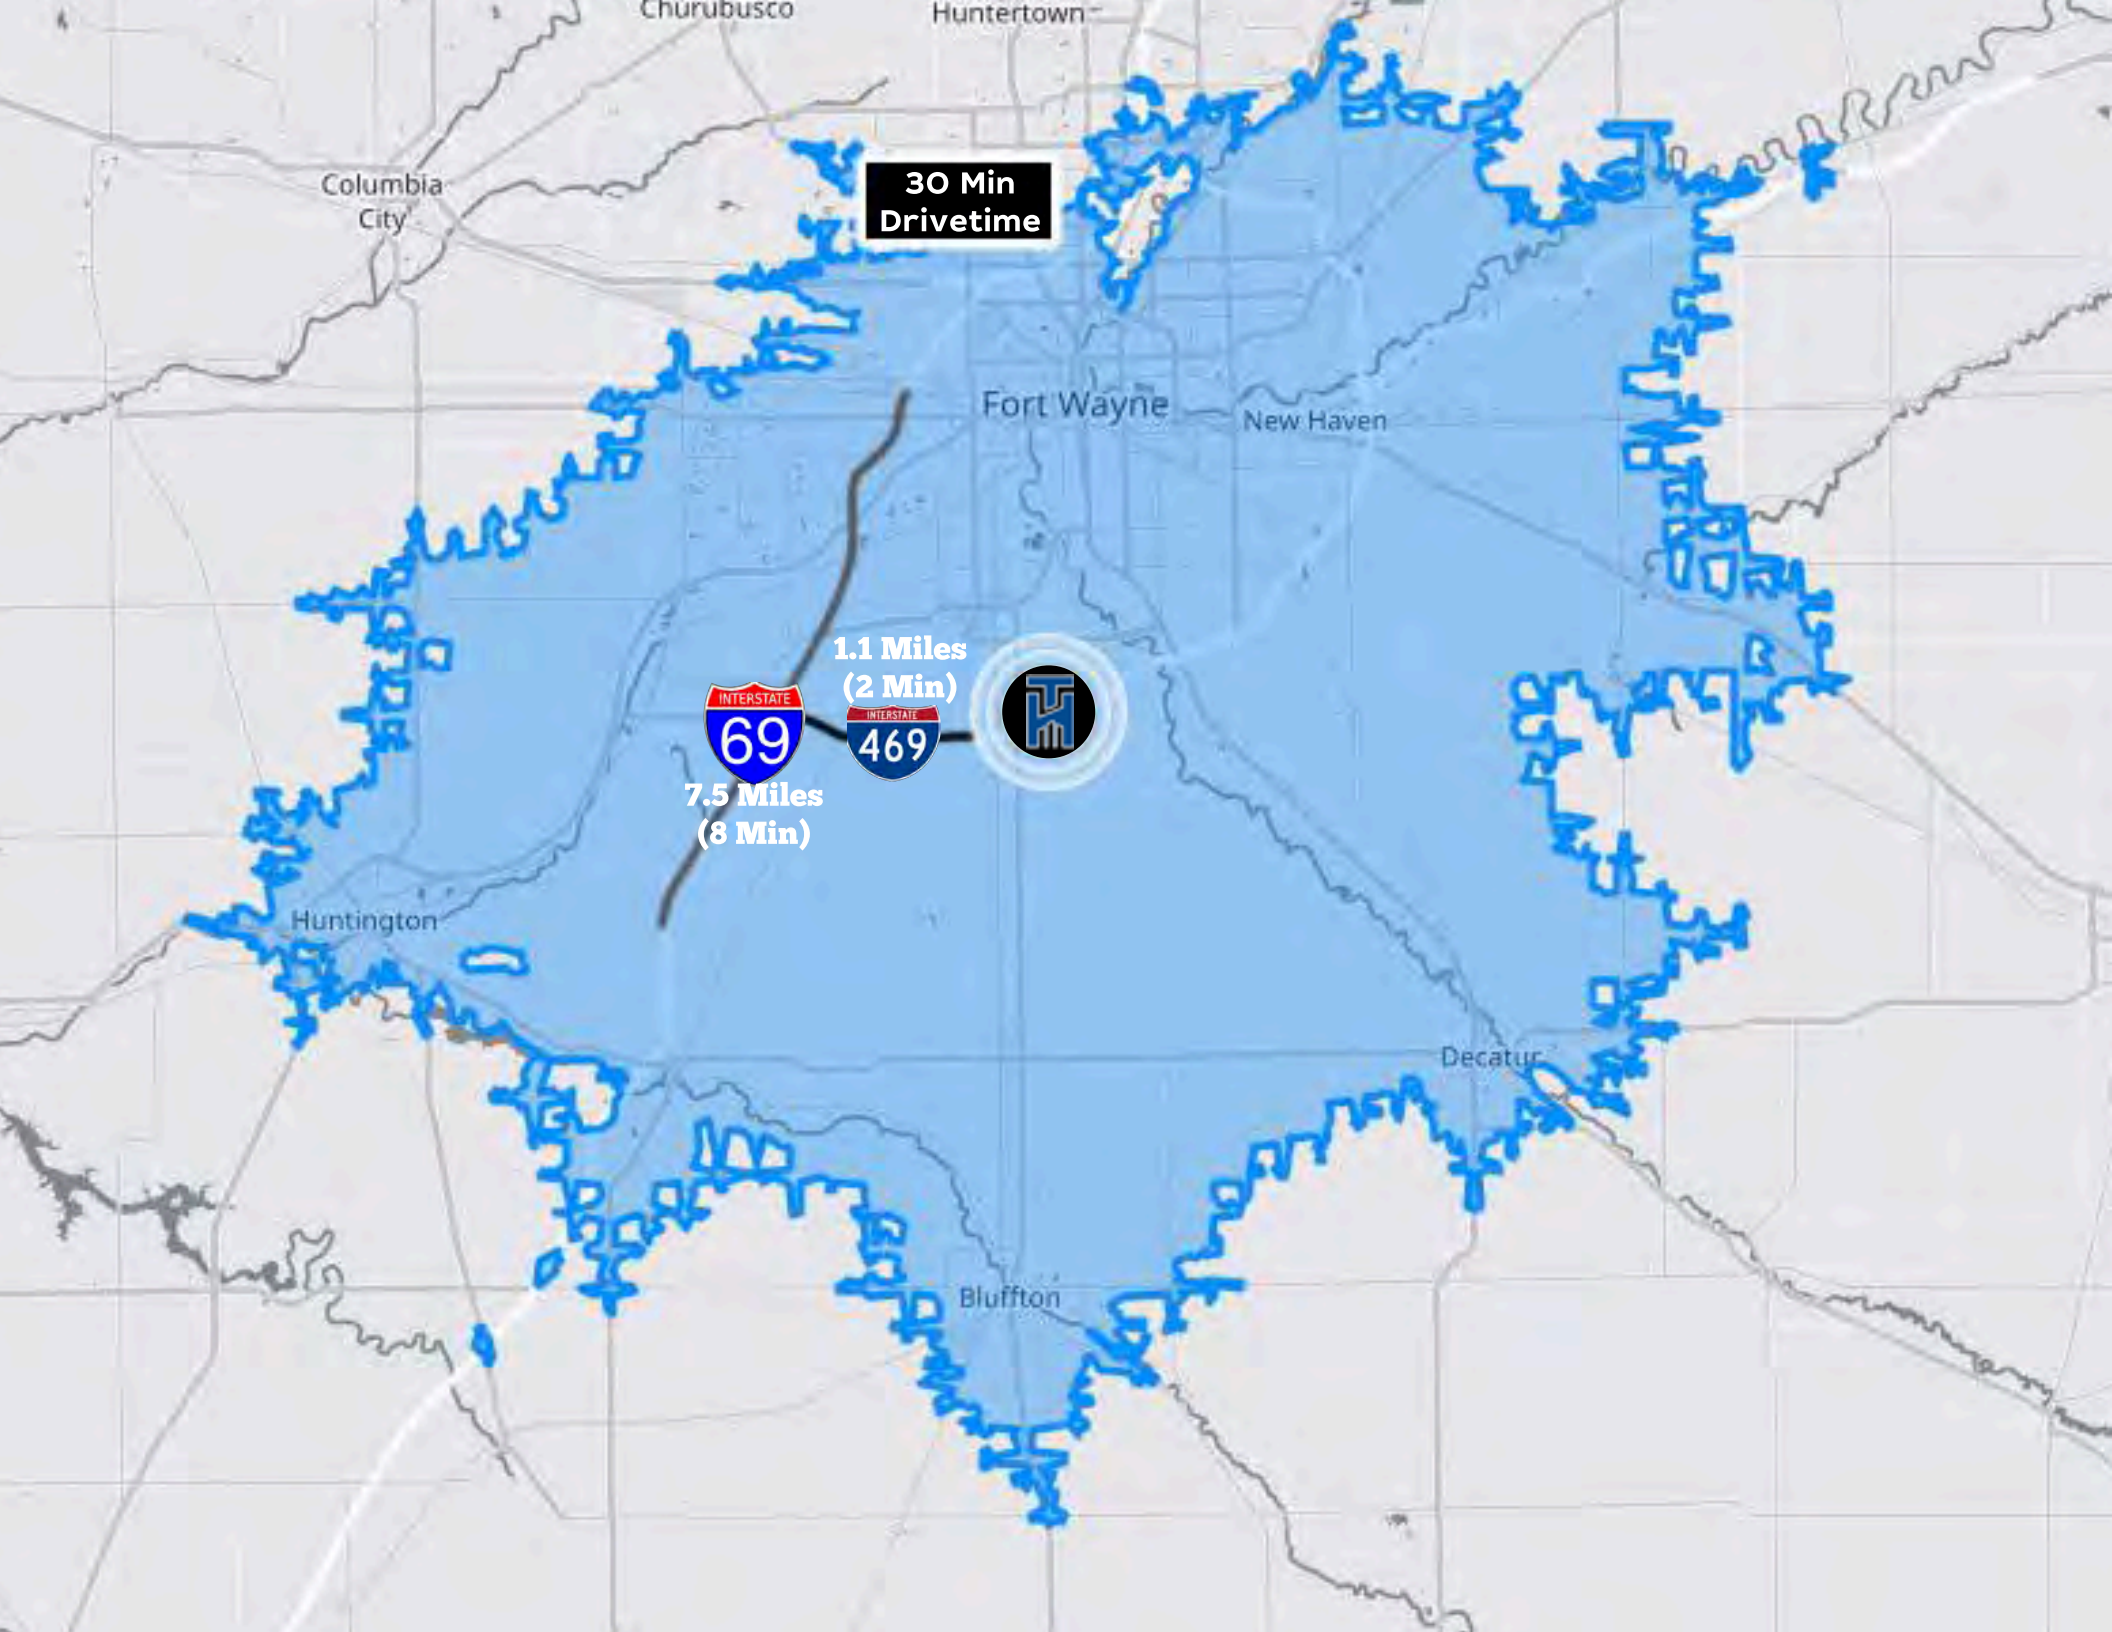 Churubusco
Huntertown
Columbia
City
30 Min
Drivetime
Fort Wayne
New Haven
1.1 Miles
(2 Min)
INTERSTATE
69
INTERSTATE
469
7.5 Miles
(8 Min)
Huntington
Decatur
Bluffton